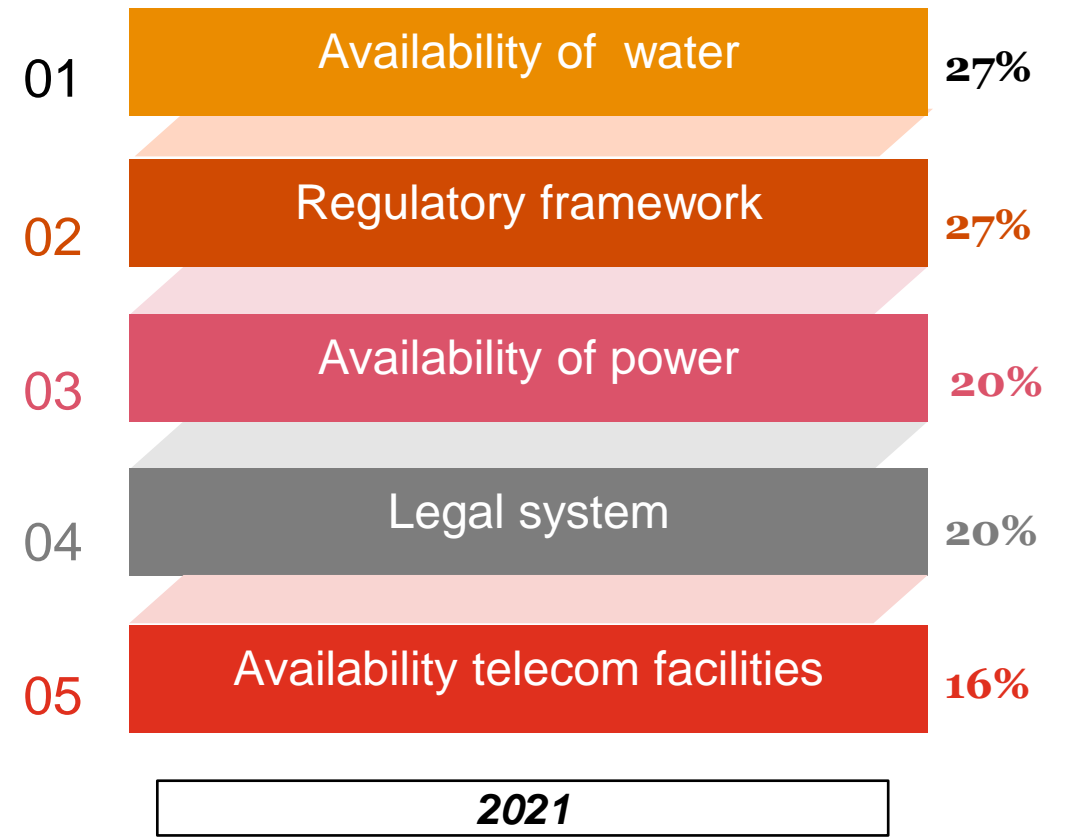 01 Availability of water 27%
02 Regulatory framework 27%
03 Availability of power 20%
04 Legal system 20%
05 Availability telecom facilities 16%
2021